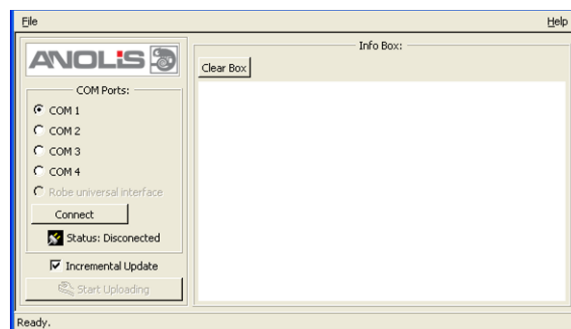 File Help
ANOLIS
Info Box:
Clear Box
COM Ports:
COM 1
COM 2
COM 3
COM 4
Robe universal interface
Connect
Status: Disconected
Incremental Update
Start Uploading
Ready.